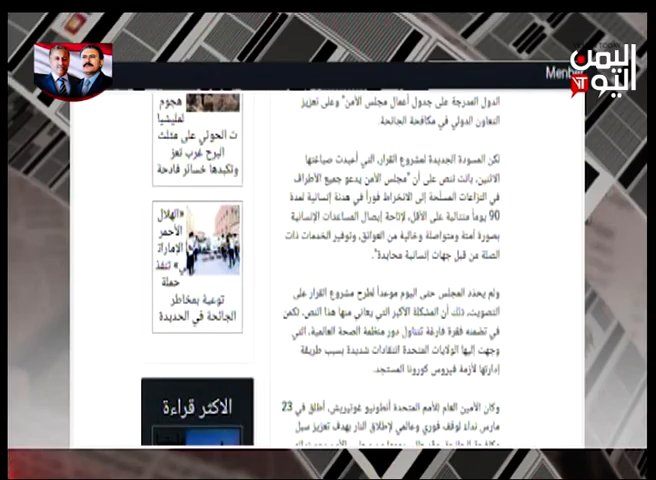 اليمن
اليوم
الدول المدرجة على جدول أعمال مجلس الأمن" وعلى تعزيز
التعاون الدولي في مكافحة الجائحة.
لكن المسودة الجديدة لمشروع القرار، التي أعيدت صياغتها
الاثنين، باتت تنص على أن "مجلس الأمن يدعو جميع الأطراف
في النزاعات المسلّحة إلى الانخراط فوراً في هدنة إنسانية لمدة
90 يوماً متتالية على الأقل، لإتاحة إيصال المساعدات الإنسانية
بصورة آمنة ومتواصلة وخالية من العوائق، وتوفير الخدمات ذات
الصلة من قبل جهات إنسانية محايدة".
ولم يحدد المجلس حتى اليوم موعداً لطرح مشروع القرار على
التصويت، ذلك أن المشكلة الأكبر التي يعاني منها هذا النص، تكمن
في تضمنه فقرة فارغة تتناول دور منظمة الصحة العالمية، التي
وجهت إليها الولايات المتحدة انتقادات شديدة بسبب طريقة
إدارتها لأزمة فيروس كورونا المستجد.
وكان الأمين العام للأمم المتحدة أنطونيو غوتيريش، أطلق في 23
مارس نداءً لوقف فوري وعالمي لإطلاق النار بهدف تعزيز سبل
هجوم
لمليشيا
ت الحوثي على مثلث
البرح غرب تعز
وتكبدها خسائر فادحة
«الهلال
الأحمر
الإمارات
ي» تنفذ
حملة
توعية بمخاطر
الجائحة في الحديدة
الاكثر قراءة